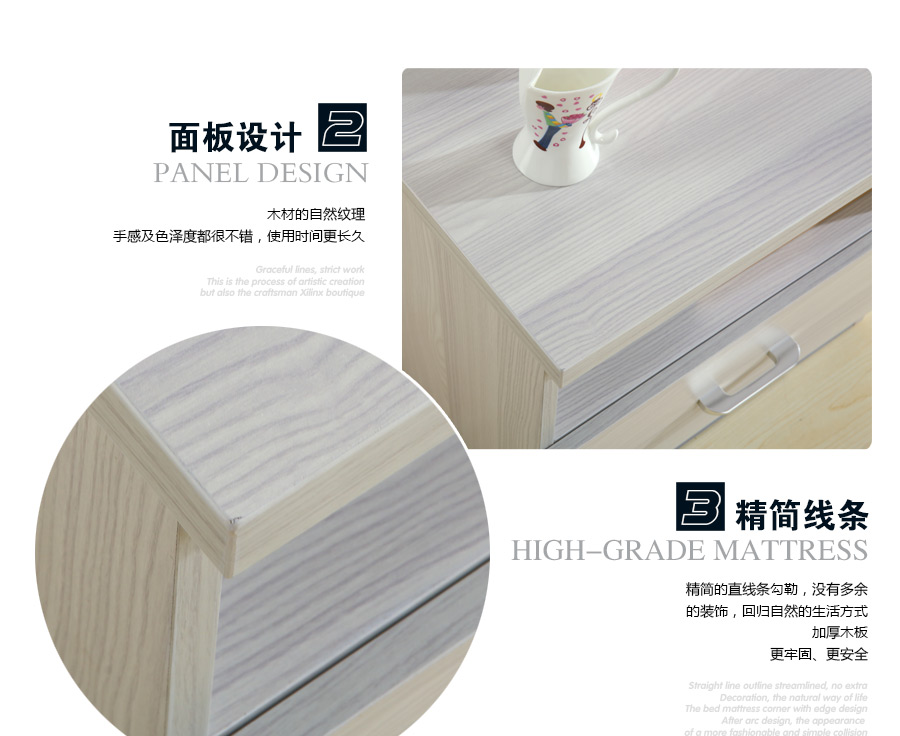 面板设计 2
PANEL DESIGN
木材的自然纹理
手感及色泽度都很不错，使用时间更长久
Graceful lines, strict work
This is the process of artistic creation
but also the craftsman Xilinx boutique
3 精简线条
HIGH-GRADE MATTRESS
精简的直线条勾勒，没有多余
的装饰，回归自然的生活方式
加厚木板
更牢固、更安全
Straight line outline streamlined, no extra
Decoration, the natural way of life
The bed mattress corner with edge design
After arc design, the appearance
of a more fashionable and simple collision